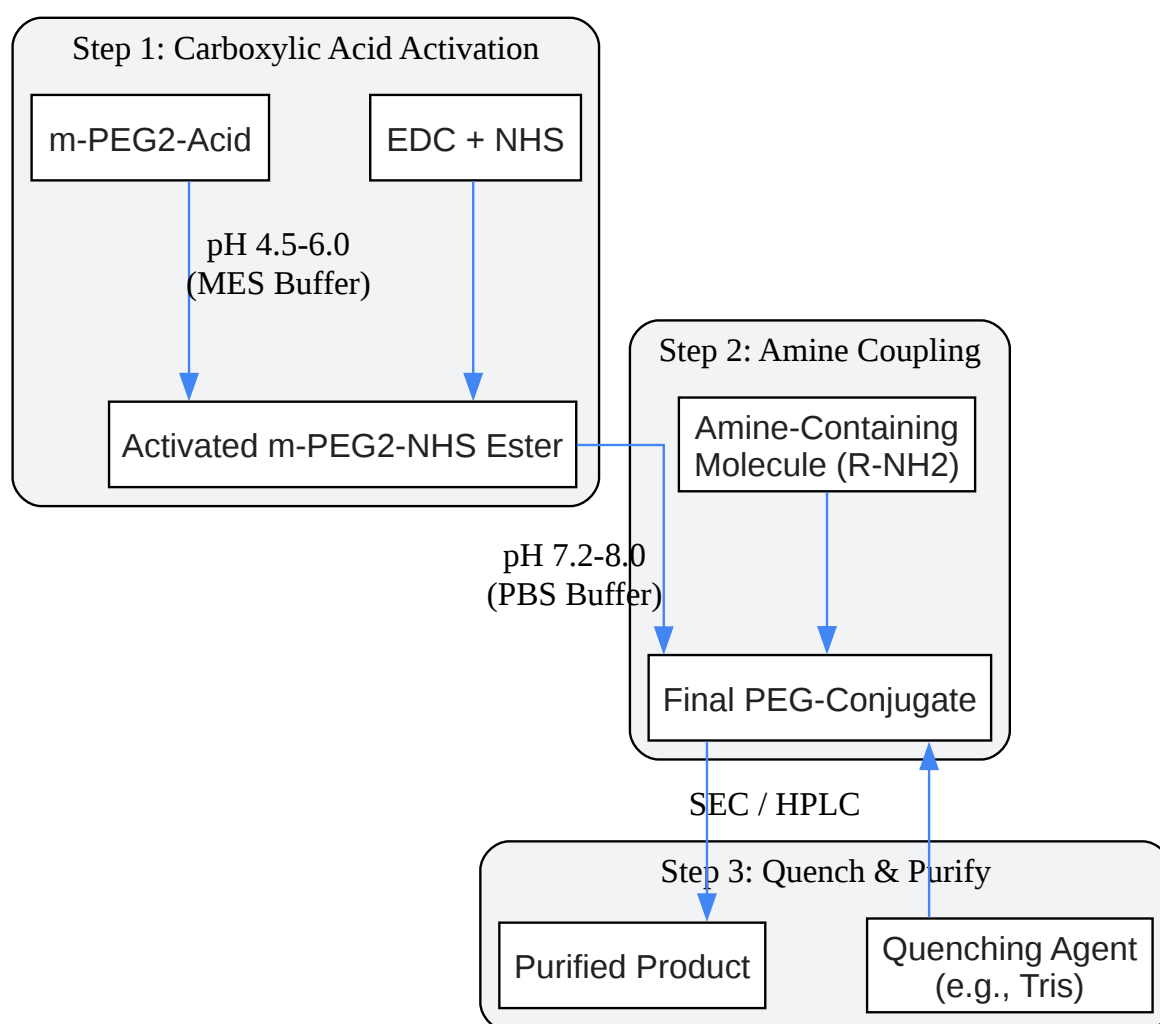 Step 1: Carboxylic Acid Activation
m-PEG2-Acid
EDC + NHS
pH 4.5-6.0
(MES Buffer)
Activated m-PEG2-NHS Ester
Step 2: Amine Coupling
Amine-Containing
Molecule (R-NH2)
pH 7.2-8.0
(PBS Buffer)
Final PEG-Conjugate
SEC / HPLC
Step 3: Quench & Purify
Purified Product
Quenching Agent
(e.g., Tris)